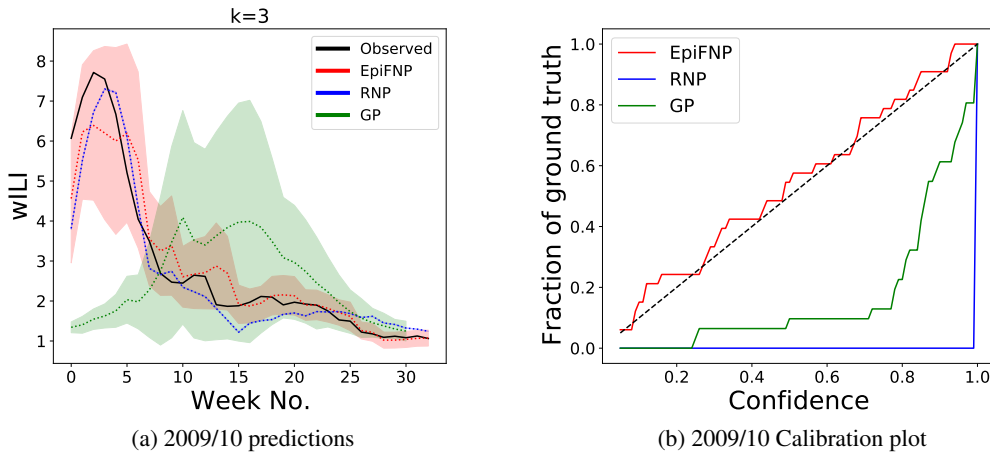 k=3
wILI
8
7
6
5
4
3
2
1
Observed
EpiFNP
RNP
GP
0 5 10 15 20 25 30
Week No.
(a) 2009/10 predictions
Fraction of ground truth
1.0
0.8
0.6
0.4
0.2
0.0
EpiFNP
RNP
GP
0.2 0.4 0.6 0.8 1.0
Confidence
(b) 2009/10 Calibration plot